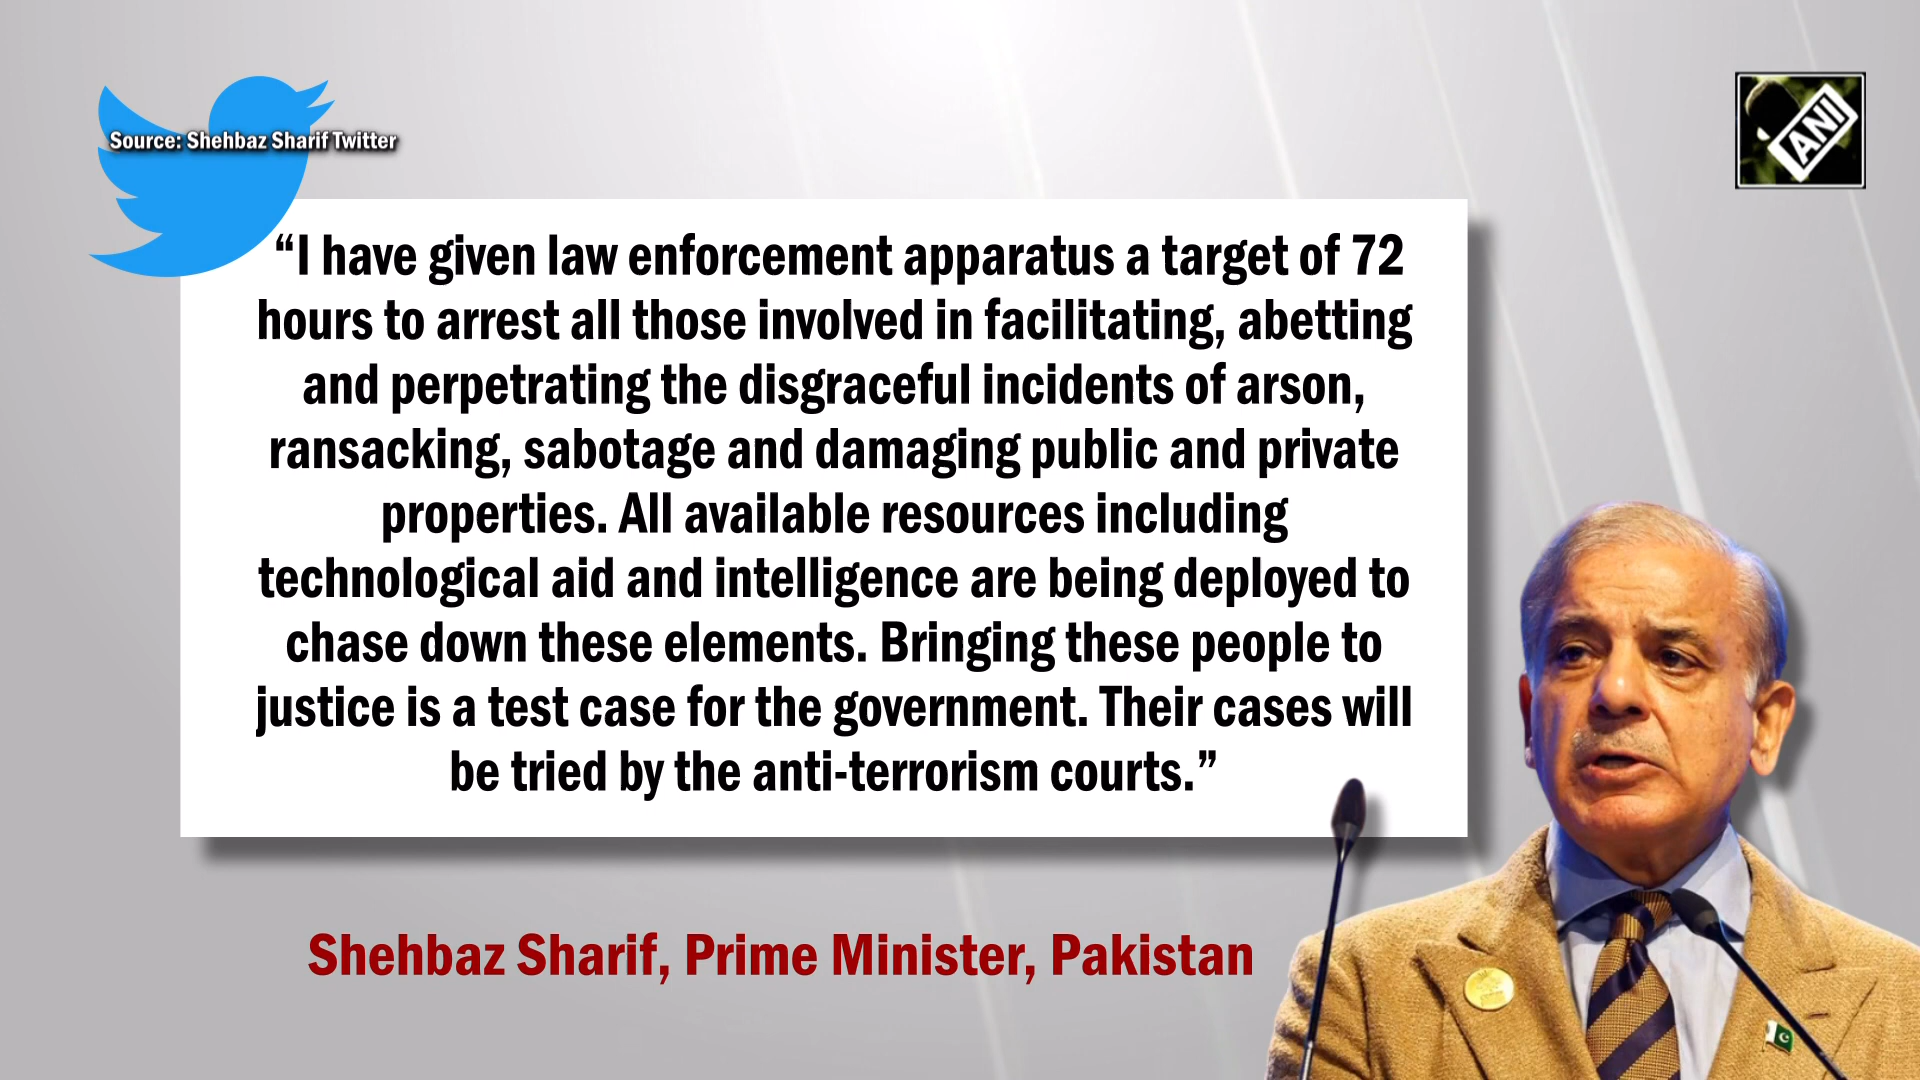 Source: Shehbaz Sharif Twitter
ANI
“I have given law enforcement apparatus a target of 72
hours to arrest all those involved in facilitating, abetting
and perpetrating the disgraceful incidents of arson,
ransacking, sabotage and damaging public and private
properties. All available resources including
technological aid and intelligence are being deployed to
chase down these elements. Bringing these people to
justice is a test case for the government. Their cases will
be tried by the anti-terrorism courts.”
Shehbaz Sharif, Prime Minister, Pakistan